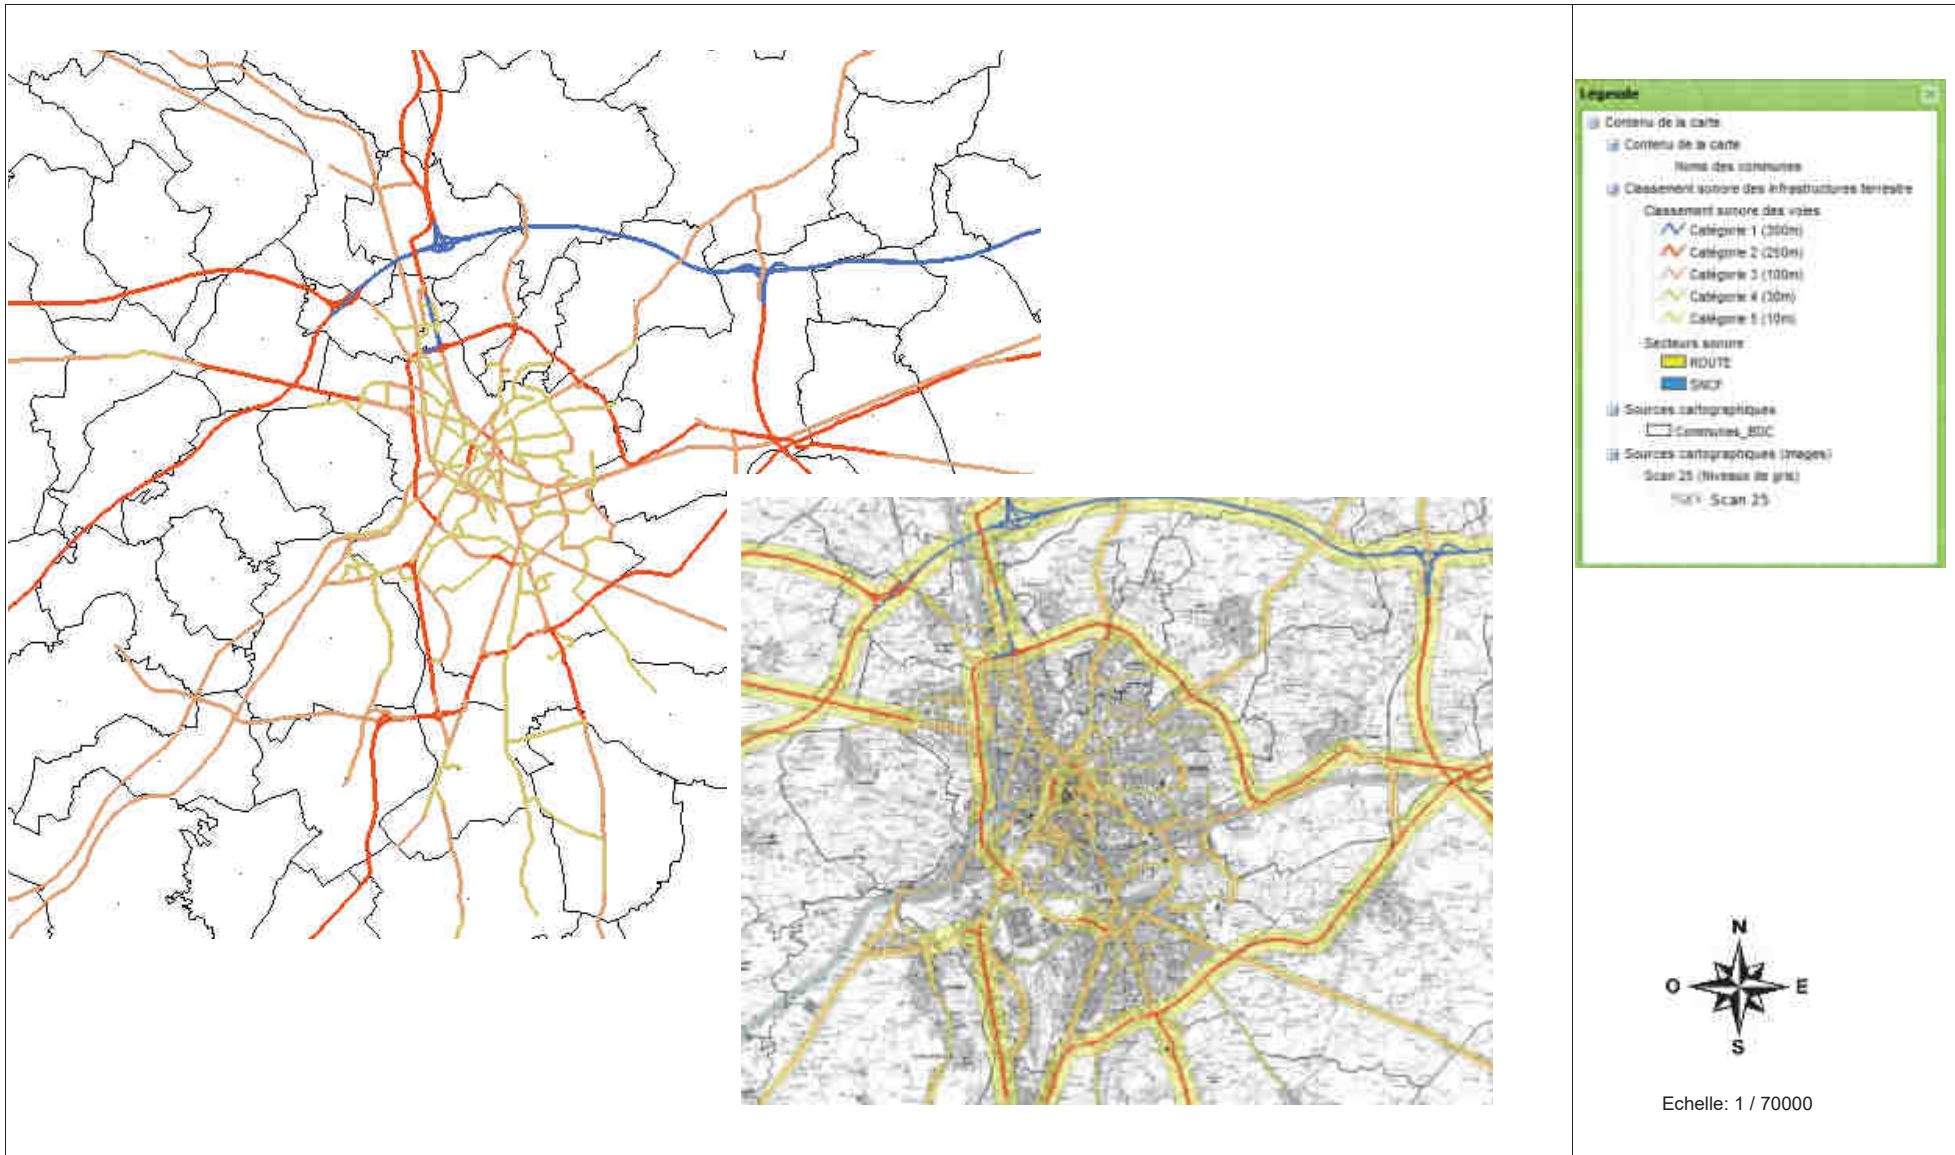 Légende
Contenu de la carte
Contenu de la carte
Noms des communes
Classement sonore des infrastructures terrestre
Classement sonore des voies
Catégorie 1 (300m)
Catégorie 2 (250m)
Catégorie 3 (100m)
Catégorie 4 (30m)
Catégorie 5 (10m)
Secteurs sonore
ROUTE
SNCF
Sources cartographiques
Communes_BDC
Sources cartographiques (Images)
Scan 25 (Niveaux de gris)
Scan 25
N
O
E
S
Echelle: 1 / 70000